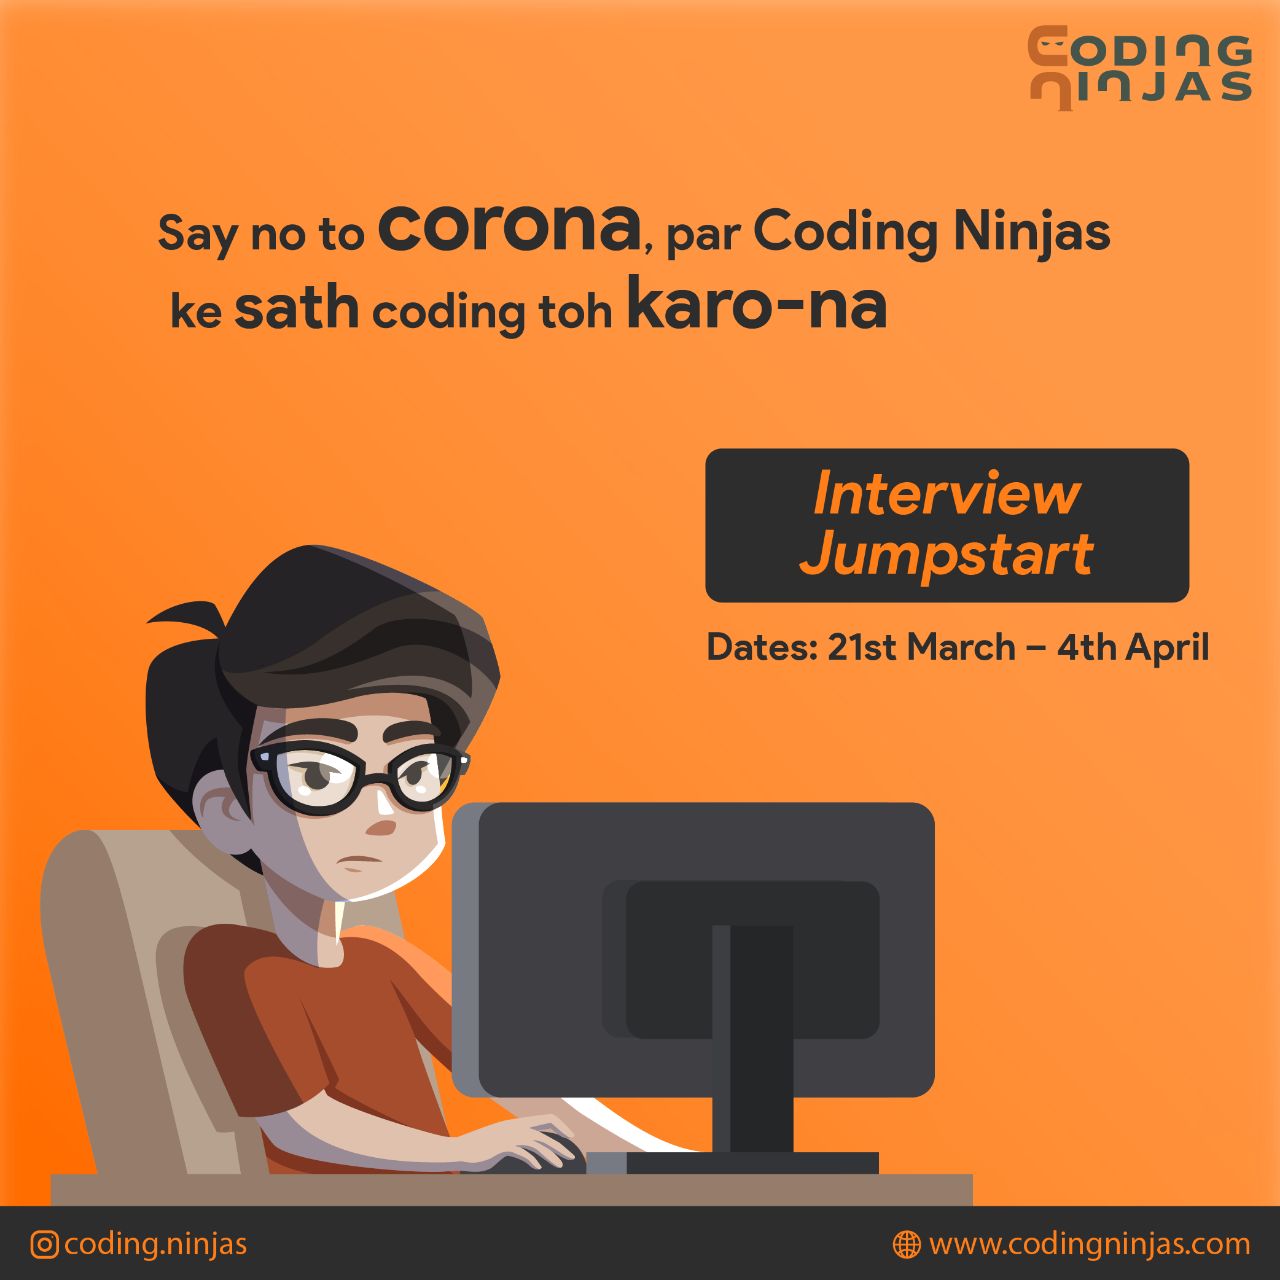 CODING
NINJAS
Say no to corona, par Coding Ninjas
ke sath coding toh karo-na
Interview
Jumpstart
Dates: 21st March – 4th April
coding.ninjas
www.codingninjas.com